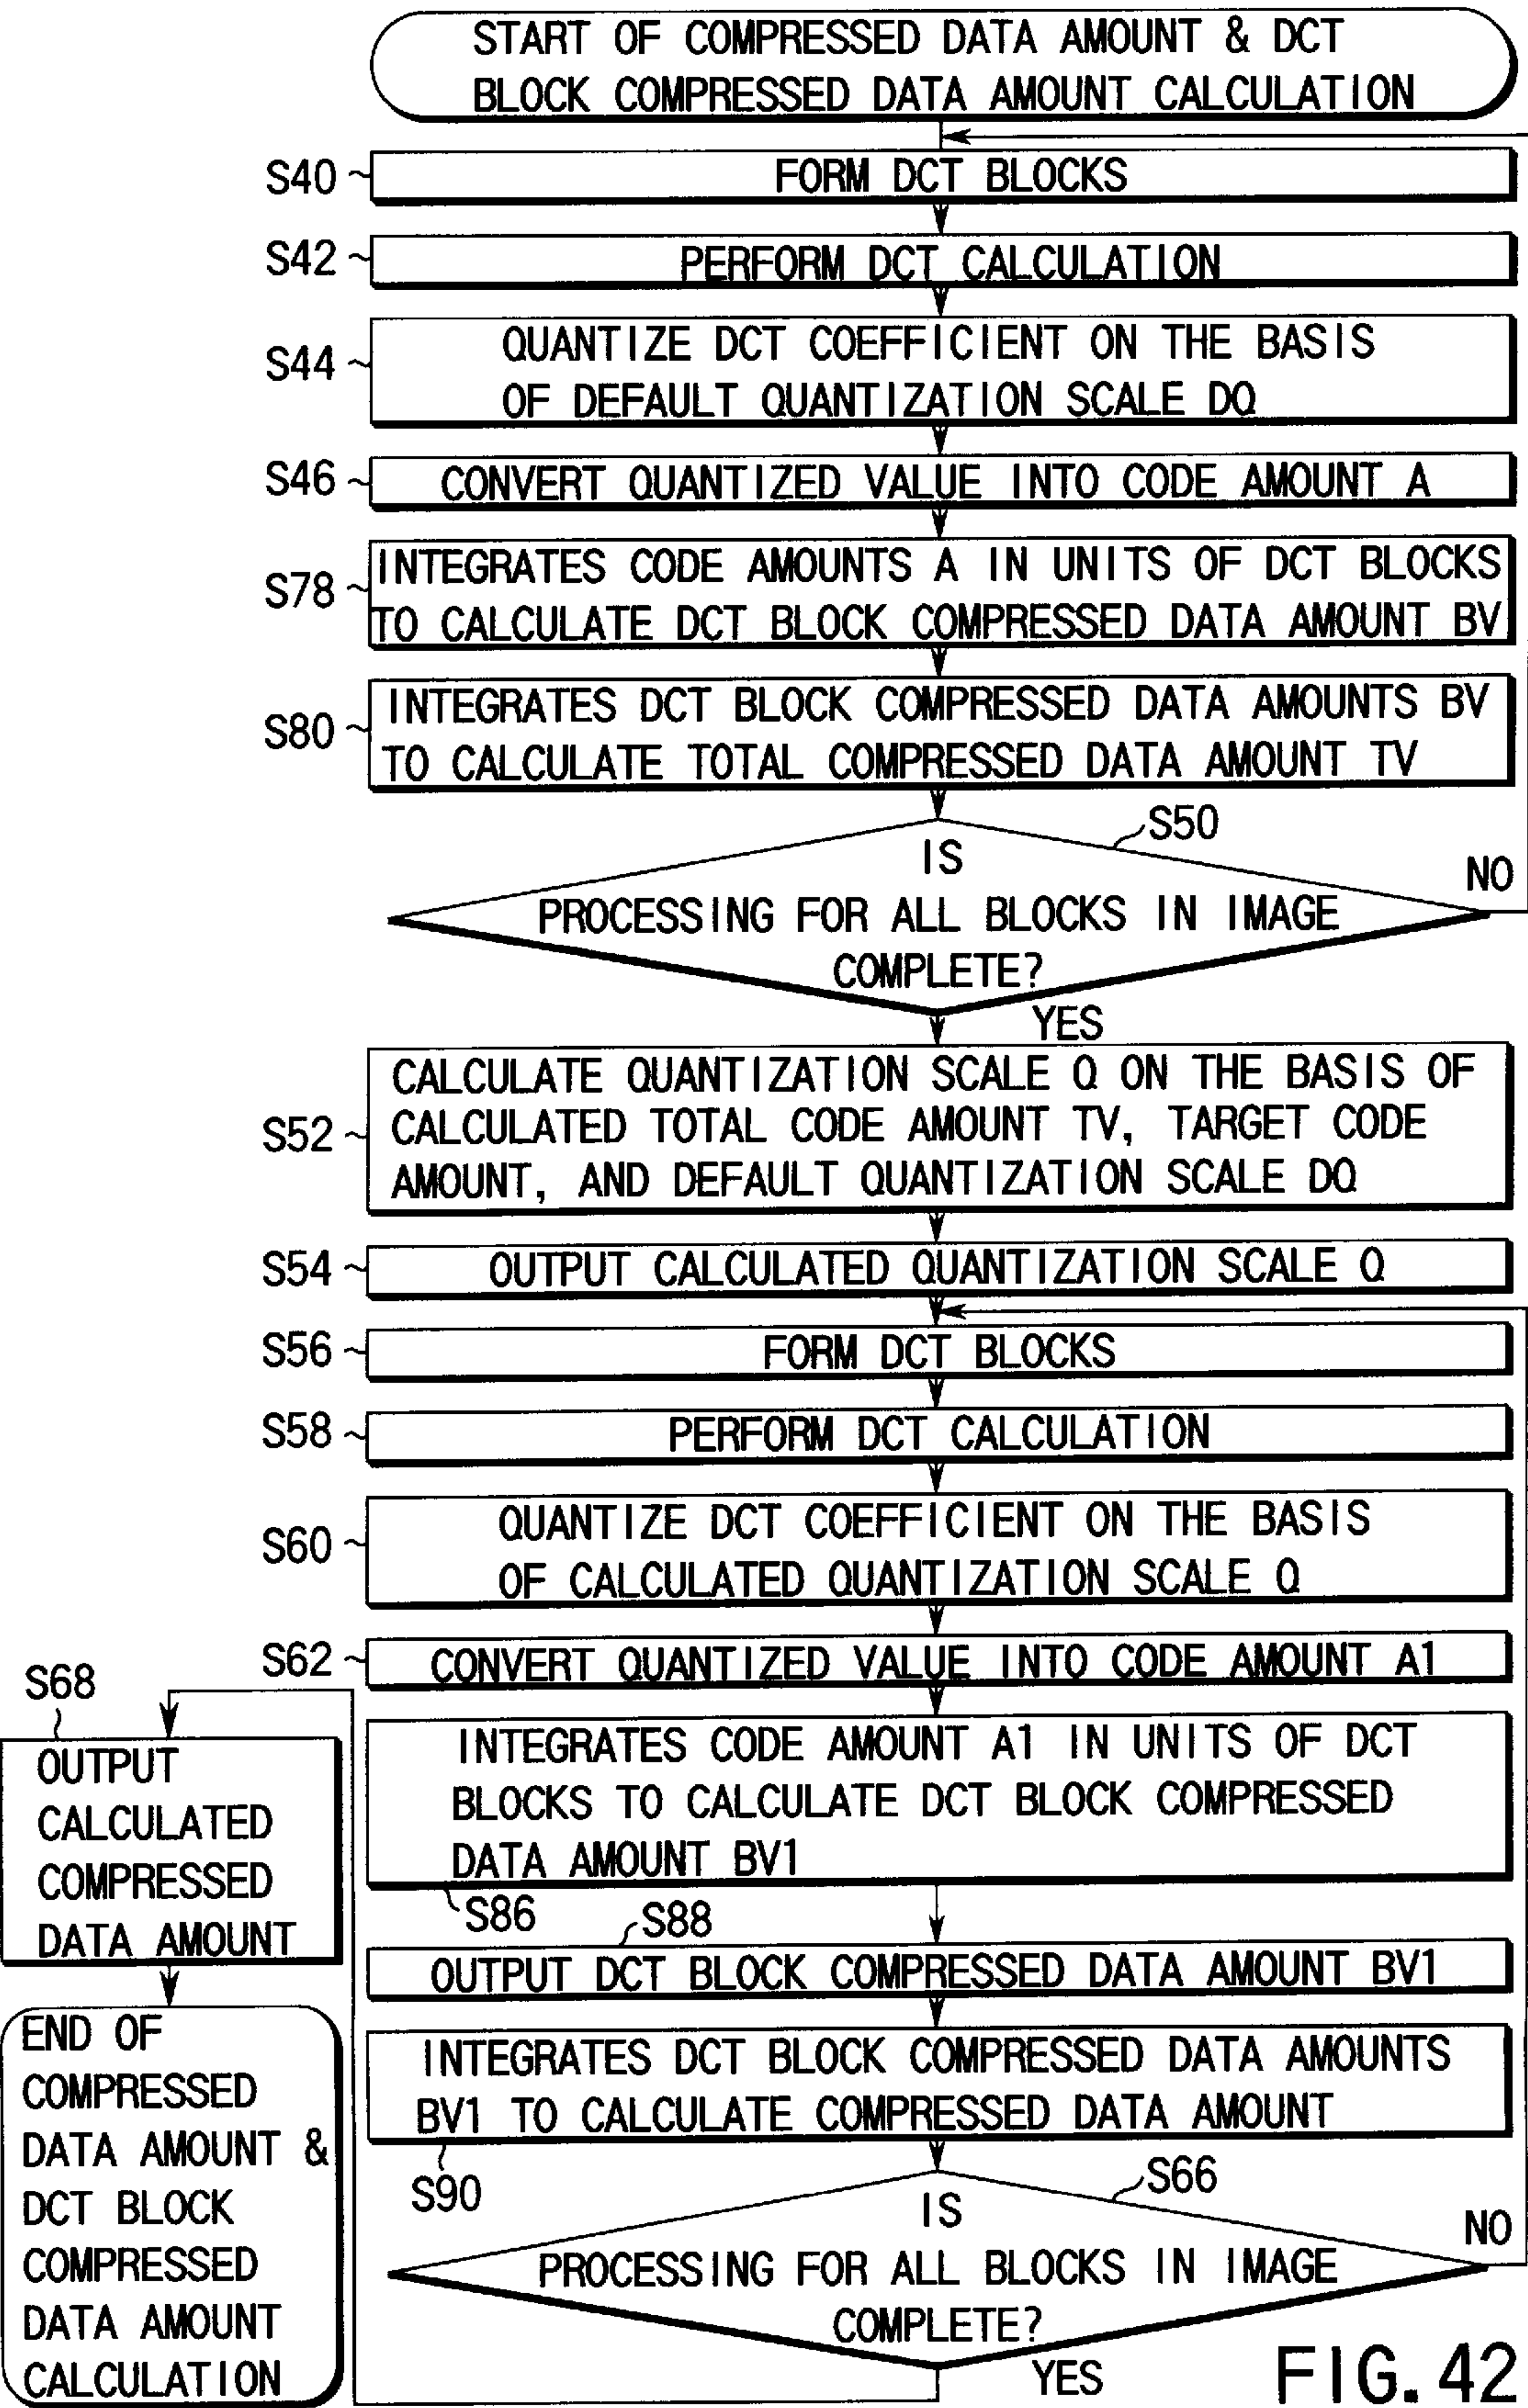 START OF COMPRESSED DATA AMOUNT & DCT
BLOCK COMPRESSED DATA AMOUNT CALCULATION
S40
FORM DCT BLOCKS
S42
PERFORM DCT CALCULATION
S44
QUANTIZE DCT COEFFICIENT ON THE BASIS
OF DEFAULT QUANTIZATION SCALE DQ
S46
CONVERT QUANTIZED VALUE INTO CODE AMOUNT A
S78
INTEGRATES CODE AMOUNTS A IN UNITS OF DCT BLOCKS
TO CALCULATE DCT BLOCK COMPRESSED DATA AMOUNT BV
S80
INTEGRATES DCT BLOCK COMPRESSED DATA AMOUNTS BV
TO CALCULATE TOTAL COMPRESSED DATA AMOUNT TV
S50
IS
PROCESSING FOR ALL BLOCKS IN IMAGE
COMPLETE?
NO
YES
S52
CALCULATE QUANTIZATION SCALE Q ON THE BASIS OF
CALCULATED TOTAL CODE AMOUNT TV, TARGET CODE
AMOUNT, AND DEFAULT QUANTIZATION SCALE DQ
S54
OUTPUT CALCULATED QUANTIZATION SCALE Q
S56
FORM DCT BLOCKS
S58
PERFORM DCT CALCULATION
S60
QUANTIZE DCT COEFFICIENT ON THE BASIS
OF CALCULATED QUANTIZATION SCALE Q
S62
CONVERT QUANTIZED VALUE INTO CODE AMOUNT A1
INTEGRATES CODE AMOUNT A1 IN UNITS OF DCT
BLOCKS TO CALCULATE DCT BLOCK COMPRESSED
DATA AMOUNT BV1
S86
S88
OUTPUT DCT BLOCK COMPRESSED DATA AMOUNT BV1
INTEGRATES DCT BLOCK COMPRESSED DATA AMOUNTS
BV1 TO CALCULATE COMPRESSED DATA AMOUNT
S90
S66
IS
PROCESSING FOR ALL BLOCKS IN IMAGE
COMPLETE?
NO
YES
S68
OUTPUT
CALCULATED
COMPRESSED
DATA AMOUNT
END OF
COMPRESSED
DATA AMOUNT &
DCT BLOCK
COMPRESSED
DATA AMOUNT
CALCULATION
FIG. 42